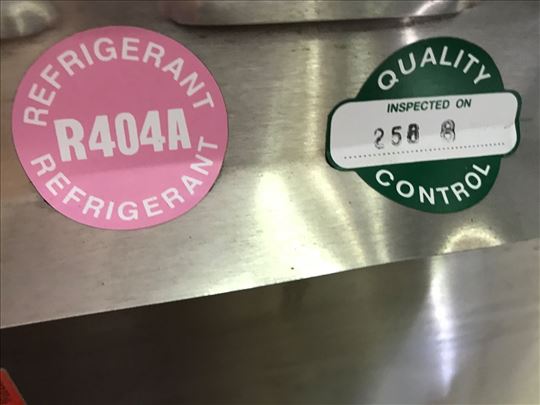 REFRIGERANT
R404A
REFRIGERANT
QUALITY
INSPECTED ON
258 8
CONTROL